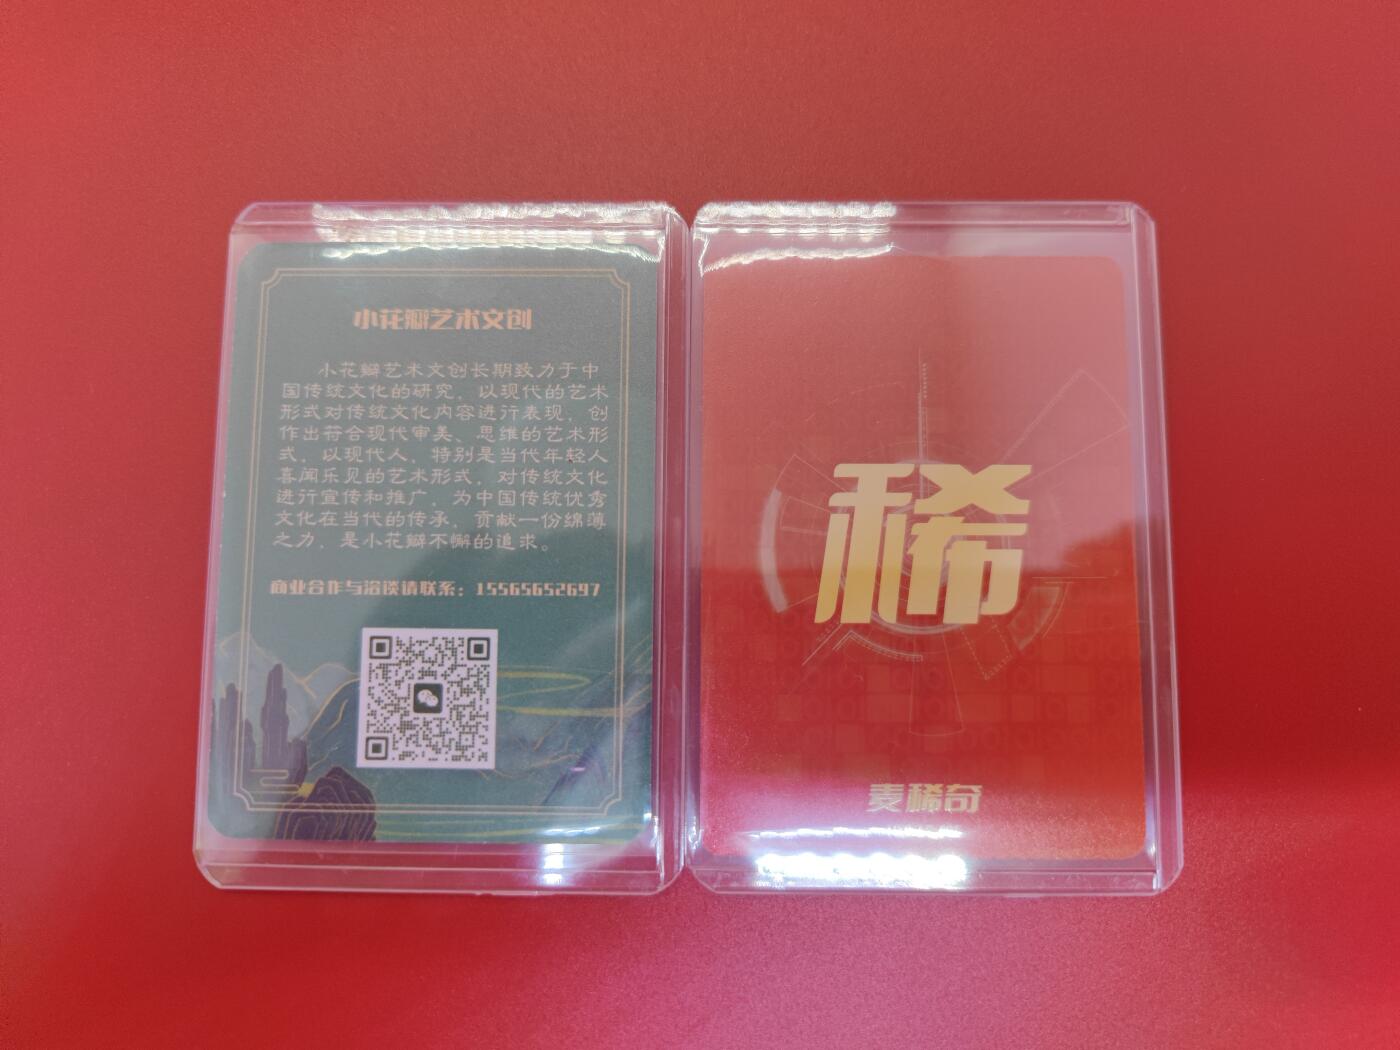 小花瓣艺术文创
小花瓣艺术文创长期致力于中
国传统文化的研究，以现代的艺术
形式对传统文化内容进行表现，创
作出符合现代审美、思维的艺术形
式，以现代人，特别是当代年轻人
喜闻乐见的艺术形式，对传统文化
进行宣传和推广，为中国传统优秀
文化在当代的传承，贡献一份绵薄
之力，是小花瓣不懈的追求。
商业合作与洽谈请联系：15565652697
稀
麦稀奇